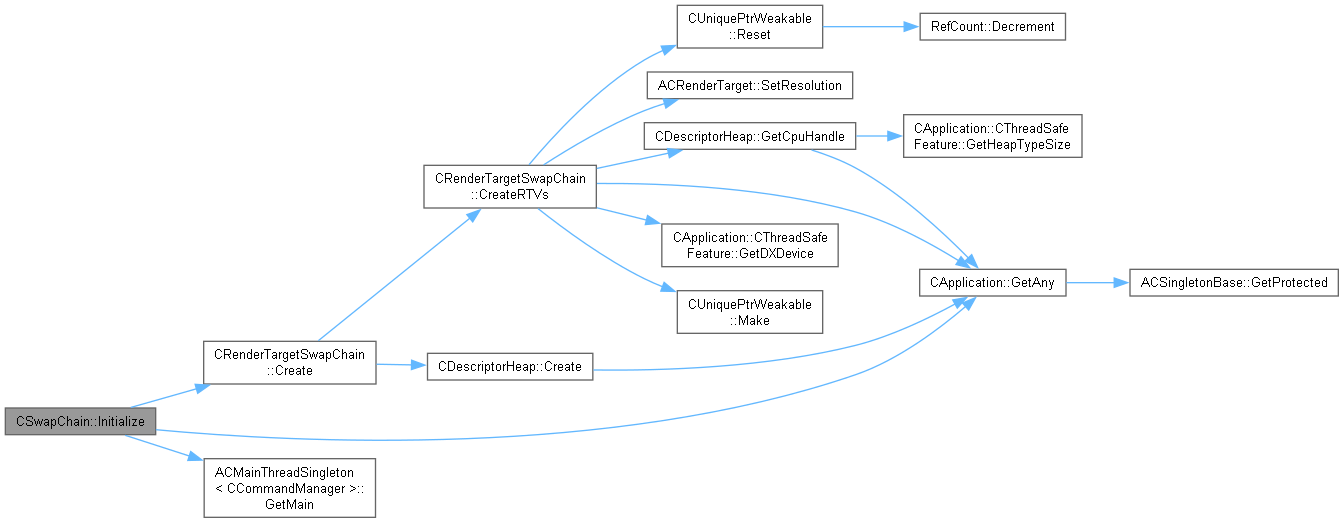 CUniquePtrWeakable
::Reset
RefCount::Decrement
ACRenderTarget::SetResolution
CDescriptorHeap::GetCpuHandle
CApplication::CThreadSafe
Feature::GetHeapTypeSize
CRenderTargetSwapChain
::CreateRTVs
CApplication::CThreadSafe
Feature::GetDXDevice
CApplication::GetAny
ACSingletonBase::GetProtected
CUniquePtrWeakable
::Make
CRenderTargetSwapChain
::Create
CDescriptorHeap::Create
CSwapChain::Initialize
ACMainThreadSingleton
< CCommandManager >::
GetMain